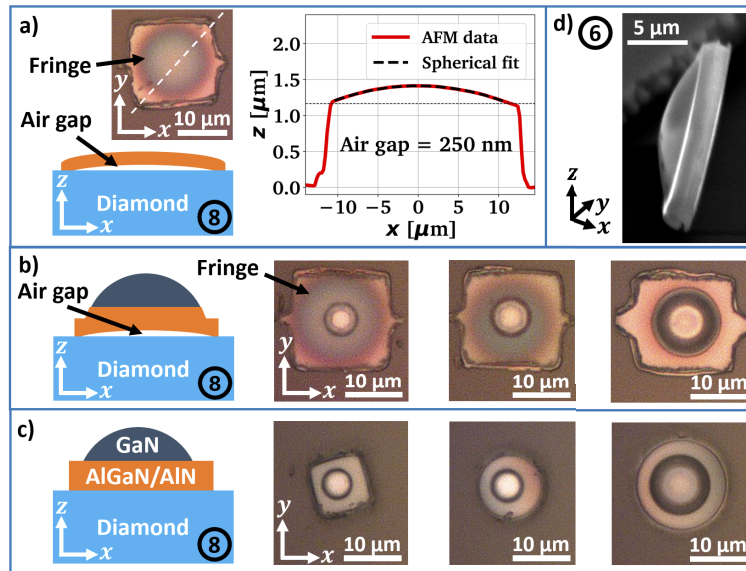 a)
Fringe
y
x
10 μm
Air gap
z
x
Diamond
8
2.0
1.5
1.0
0.5
0.0
z [μm]
AFM data
Spherical fit
Air gap = 250 nm
−10 −5 0 5 10
x [μm]
d) 6
5 μm
z
y
x
b)
Fringe
Air gap
z
x
Diamond
8
y
x
10 μm
10 μm
10 μm
c)
GaN
AlGaN/AlN
Diamond
z
x
8
y
x
10 μm
10 μm
10 μm